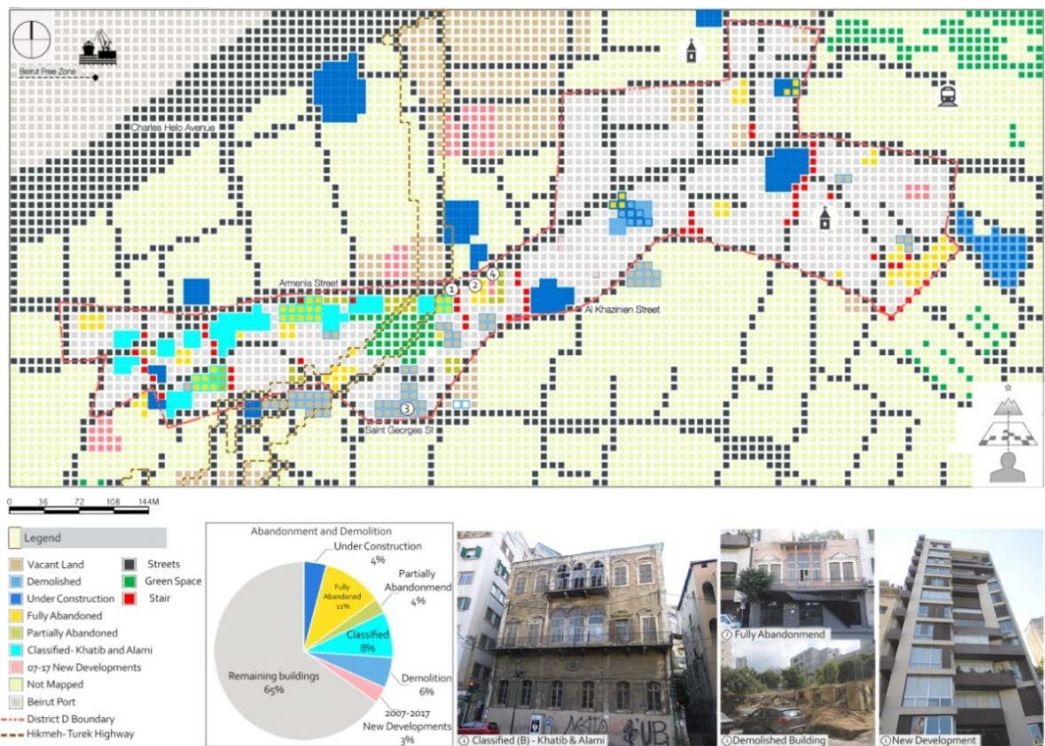 Beirut Free Zone
Charles Helo Avenue
Armenia Street
1
2
4
Al Khazinien Street
3
Saint Georges St
0 36 72 108 144M
Legend
Vacant Land
Demolished
Under Construction
Fully Abandoned
Partially Abandoned
Classified- Khatib and Alami
07-17 New Developments
Not Mapped
Beirut Port
District D Boundary
Hikmeh- Turek Highway
Streets
Green Space
Stair
Abandonment and Demolition
Under Construction
4%
Fully
Abandoned
11%
Partially
Abandonmend
4%
Classified
8%
Demolition
6%
2007-2017
New Developments
3%
Remaining buildings
65%
Classified (B) - Khatib & Alami
Fully Abandonmend
Demolished Building
New Development